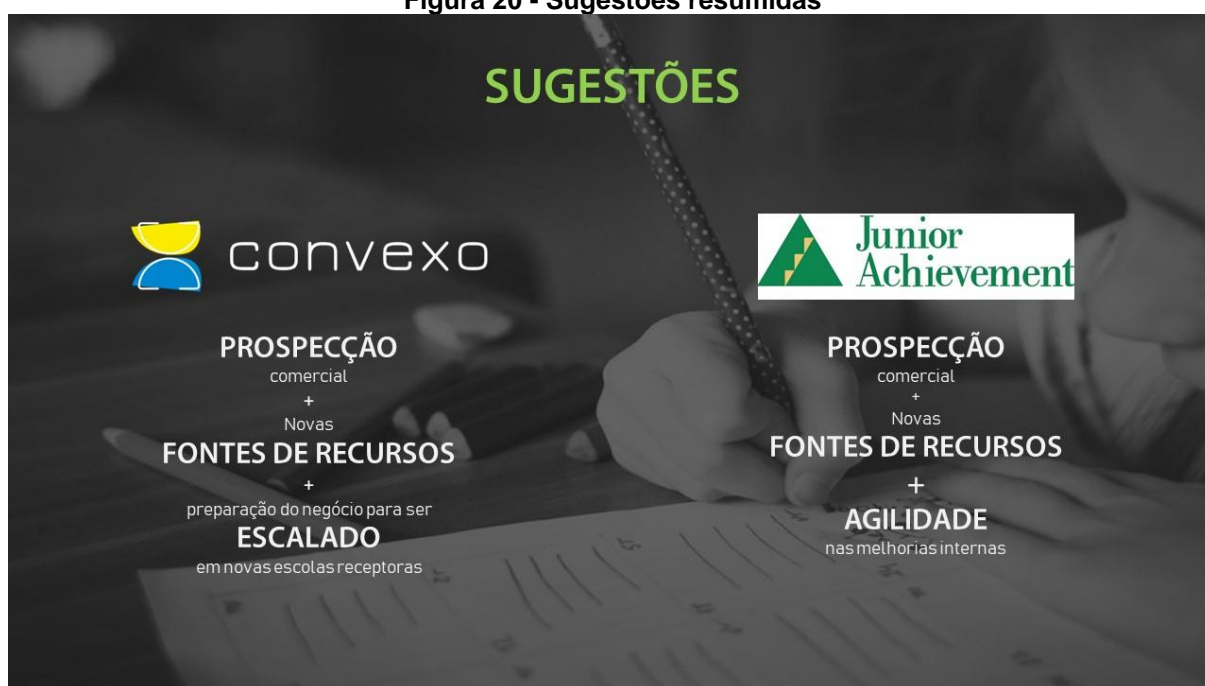 Figura 20 - Sugestões resumidas
SUGESTÕES
convexo
PROSPECÇÃO
comercial
+
Novas
FONTES DE RECURSOS
+
preparação do negócio para ser
ESCALADO
em novas escolas receptoras
Junior
Achievement
PROSPECÇÃO
comercial
+
Novas
FONTES DE RECURSOS
+
AGILIDADE
nas melhorias internas